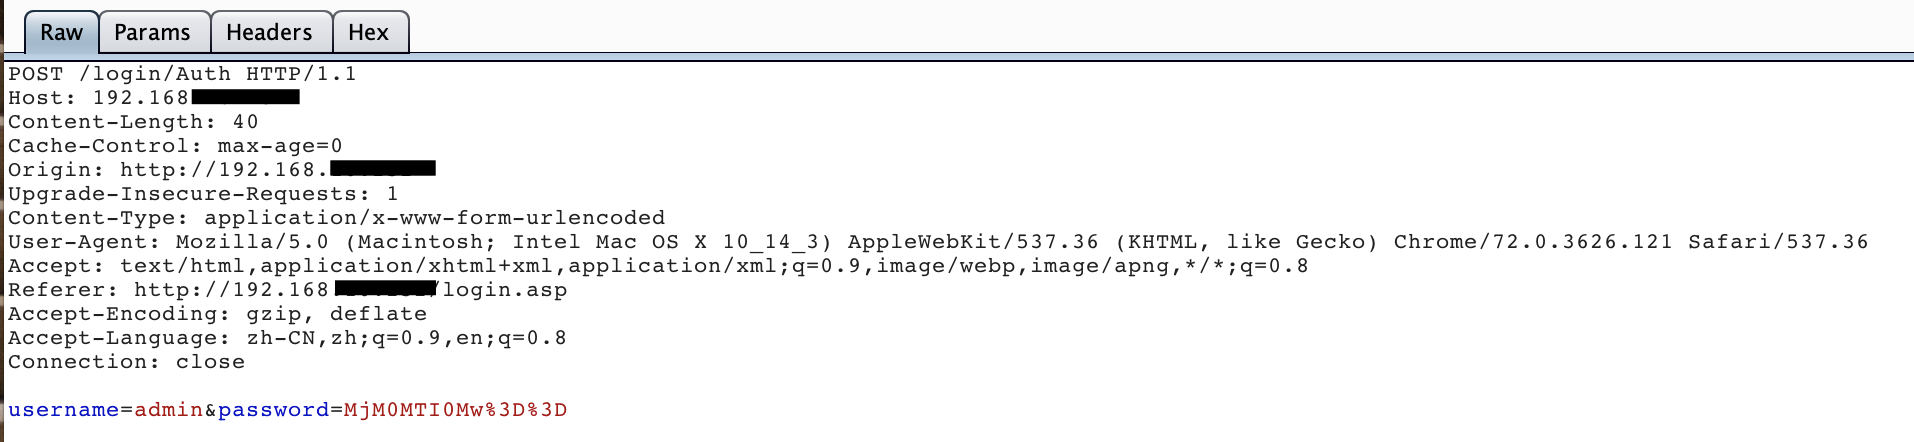 Raw Params Headers Hex
POST /login/Auth HTTP/1.1
Host: 192.168
Content-Length: 40
Cache-Control: max-age=0
Origin: http://192.168.
Upgrade-Insecure-Requests: 1
Content-Type: application/x-www-form-urlencoded
User-Agent: Mozilla/5.0 (Macintosh; Intel Mac OS X 10_14_3) AppleWebKit/537.36 (KHTML, like Gecko) Chrome/72.0.3626.121 Safari/537.36
Accept: text/html,application/xhtml+xml,application/xml;q=0.9,image/webp,image/apng,*/*;q=0.8
Referer: http://192.168 /login.asp
Accept-Encoding: gzip, deflate
Accept-Language: zh-CN,zh;q=0.9,en;q=0.8
Connection: close
username=admin&password=MjM0MTI0Mw%3D%3D